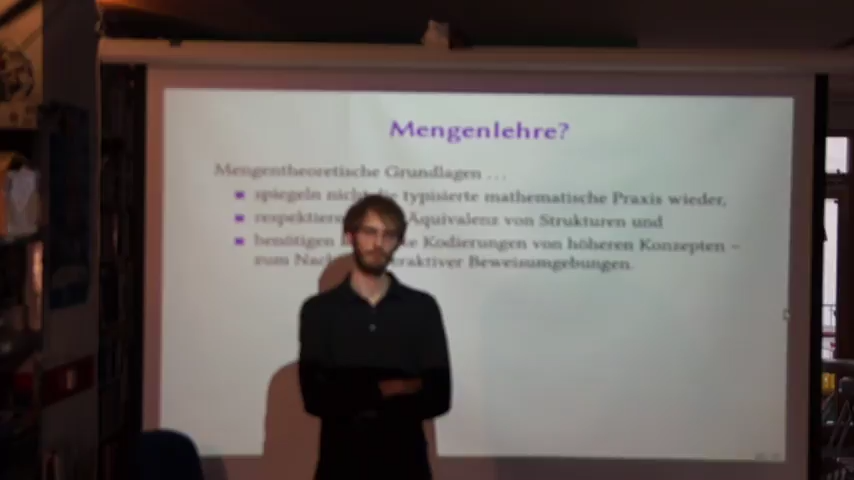 Mengenlehre?
Mengentheoretische Grundlagen ...
spiegeln nicht die typisierte mathematische Praxis wieder,
Äquivalenz von Strukturen und
benötigen Kodierungen von höheren Konzepten –
zum Beweisumgebungen.